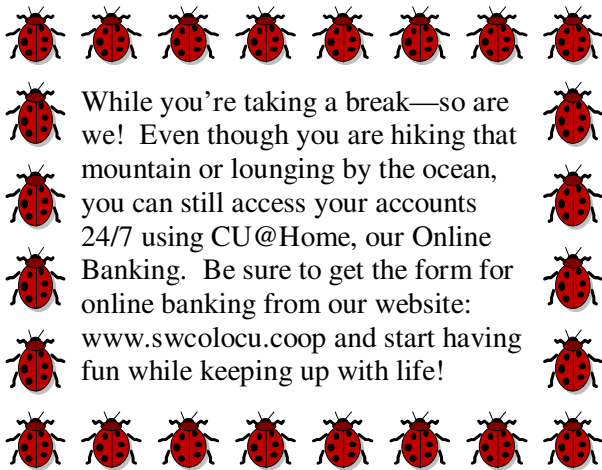 While you’re taking a break—so are
we!  Even though you are hiking that
mountain or lounging by the ocean,
you can still access your accounts
24/7 using CU@Home, our Online
Banking.  Be sure to get the form for
online banking from our website:
www.swcolocu.coop and start having
fun while keeping up with life!